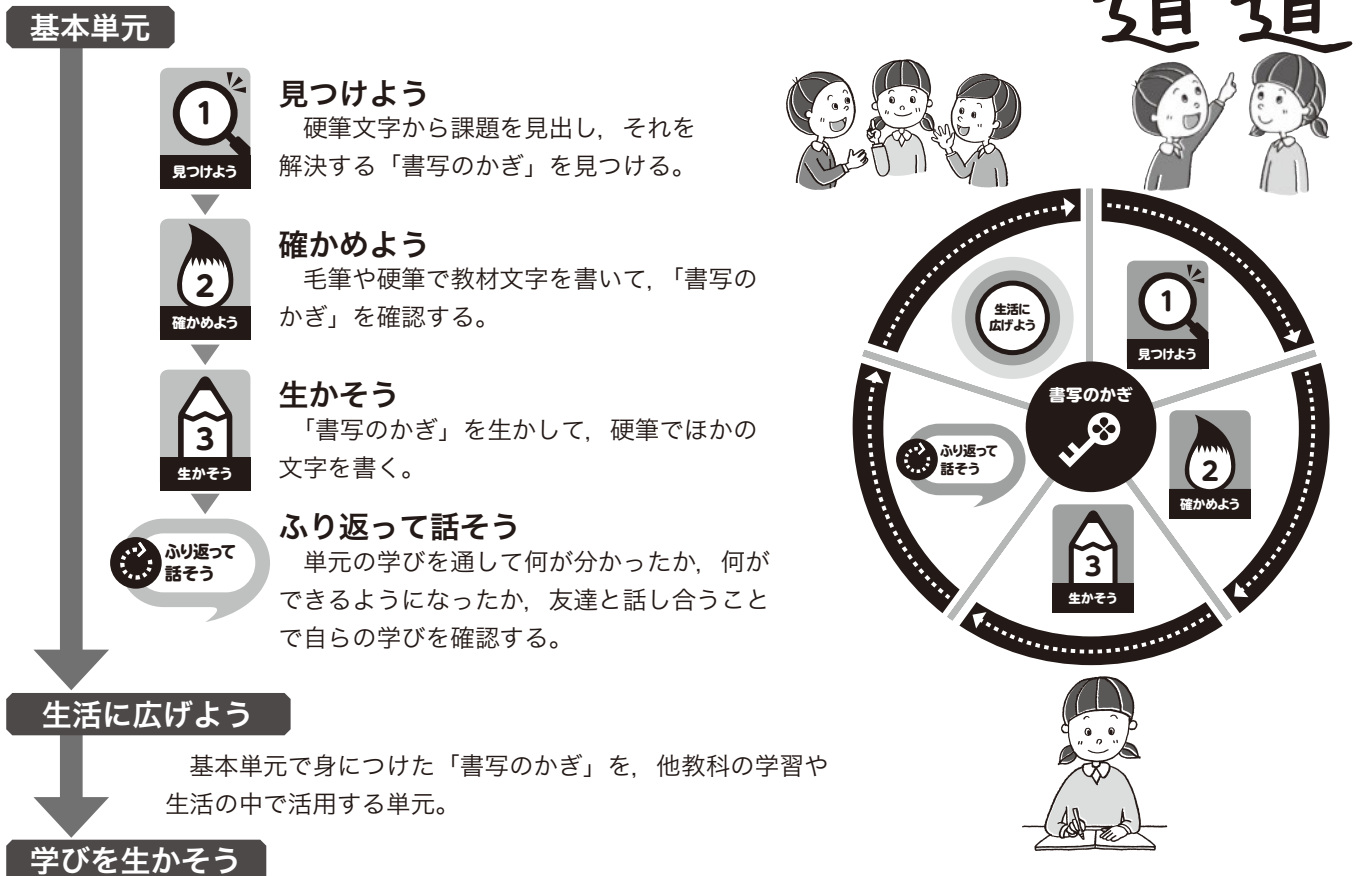 道 道
基本単元
1
見つけよう
見つけよう
硬筆文字から課題を見出し，それを
解決する「書写のかぎ」を見つける。
2
確かめよう
確かめよう
毛筆や硬筆で教材文字を書いて，「書写の
かぎ」を確認する。
3
生かそう
生かそう
「書写のかぎ」を生かして，硬筆でほかの
文字を書く。
ふり返って
話そう
ふり返って話そう
単元の学びを通して何が分かったか，何が
できるようになったか，友達と話し合うこと
で自らの学びを確認する。
生活に広げよう
基本単元で身につけた「書写のかぎ」を，他教科の学習や
生活の中で活用する単元。
学びを生かそう
生活に
広げよう
1
見つけよう
書写のかぎ
2
確かめよう
3
生かそう
ふり返って
話そう